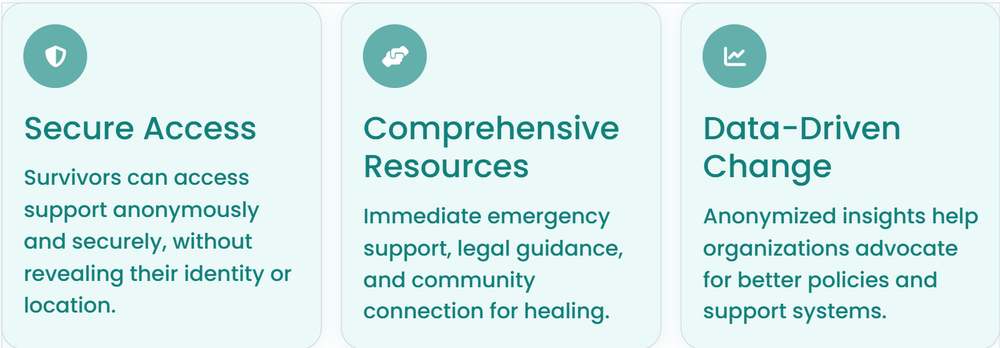 Secure Access
Survivors can access
support anonymously
and securely, without
revealing their identity or
location.
Comprehensive
Resources
Immediate emergency
support, legal guidance,
and community
connection for healing.
Data-Driven
Change
Anonymized insights help
organizations advocate
for better policies and
support systems.